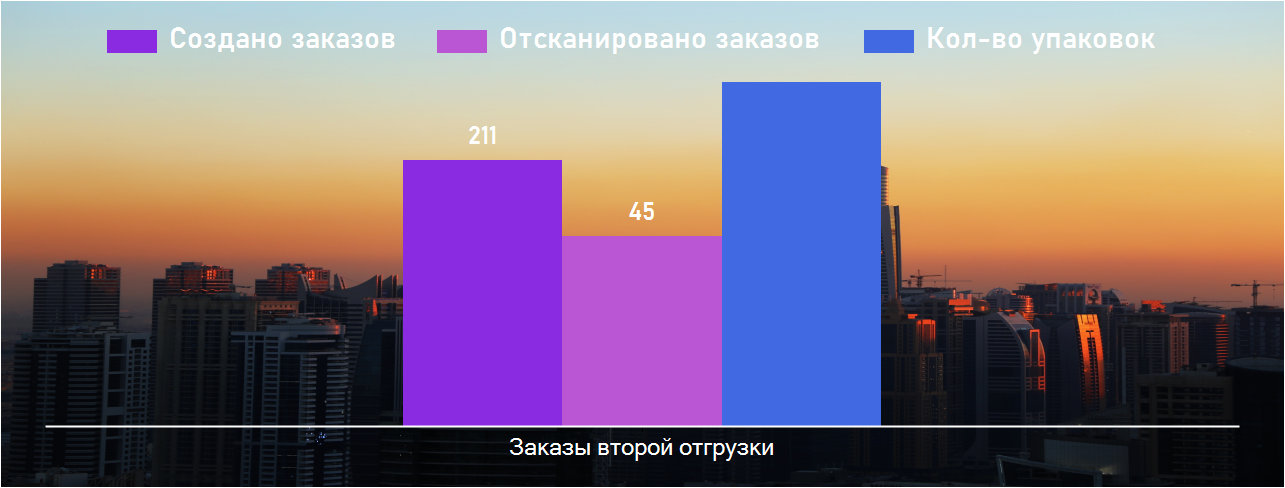 Создано заказов Отсканировано заказов Кол-во упаковок
211
45
Заказы второй отгрузки